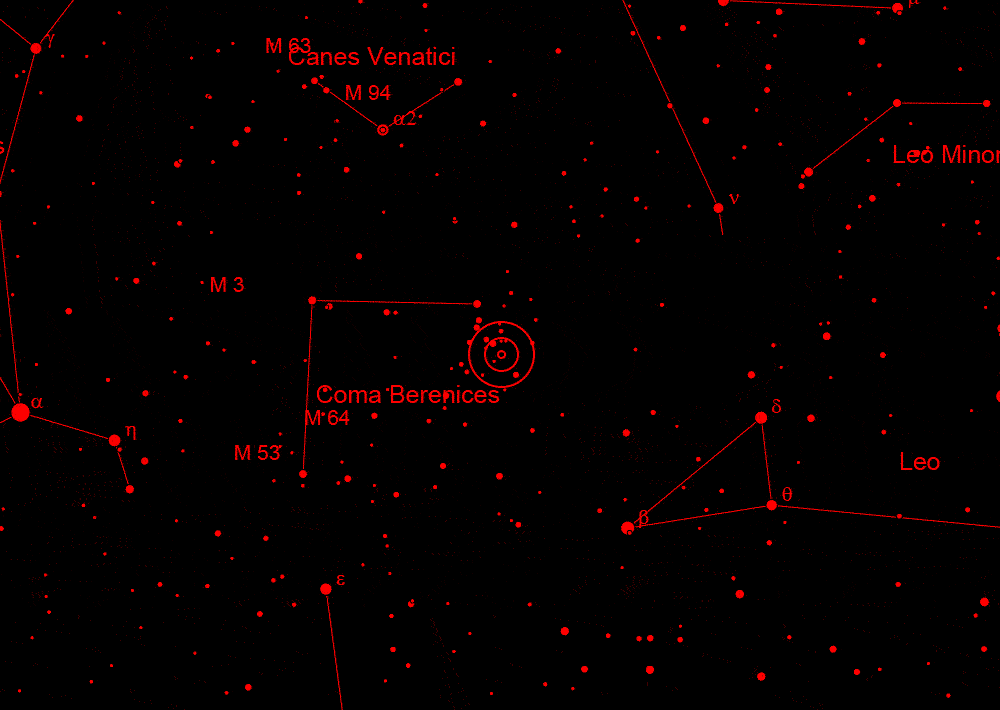 μ
γ
M 63
Canes Venatici
M 94
α2
s
Leo Minor
ν
M 3
α
Coma Berenices
δ
M 64
η
M 53
Leo
θ
β
ε